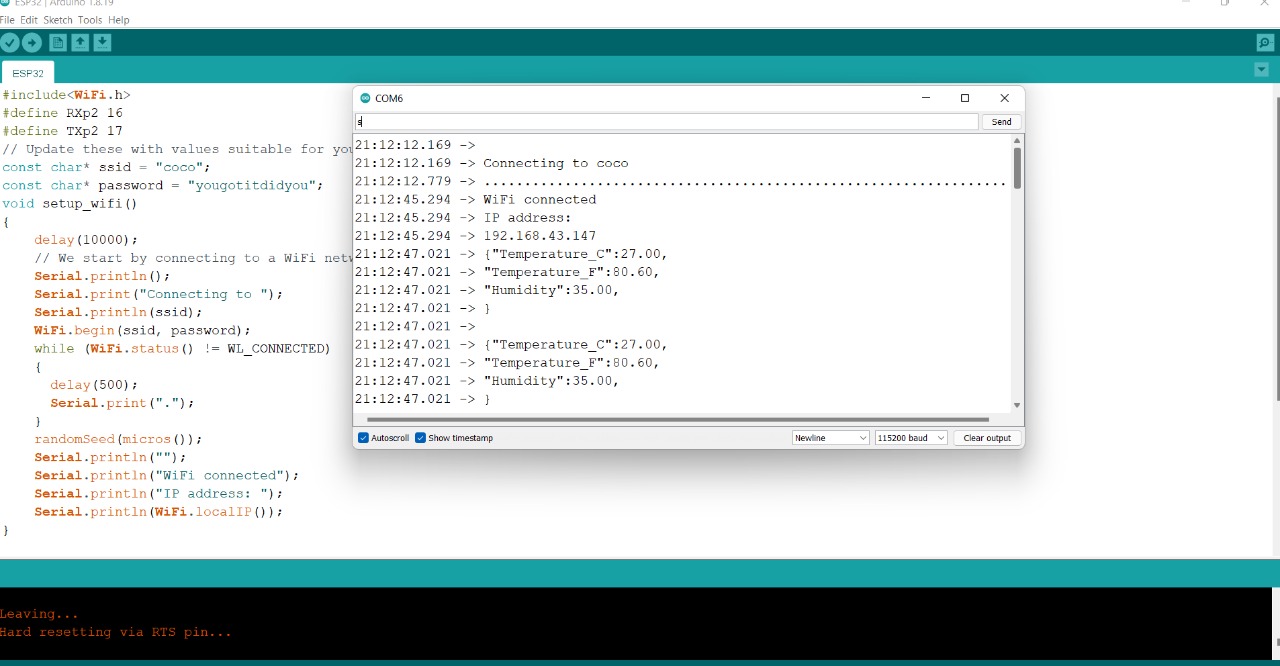 ESP32 | Arduino 1.8.19
File Edit Sketch Tools Help
ESP32
#include<WiFi.h>
#define RXp2 16
#define TXp2 17
// Update these with values suitable for you
const char* ssid = "coco";
const char* password = "yougotitdidyou";
void setup_wifi()
{
delay(10000);
// We start by connecting to a WiFi netw
Serial.println();
Serial.print("Connecting to ");
Serial.println(ssid);
WiFi.begin(ssid, password);
while (WiFi.status() != WL_CONNECTED)
{
delay(500);
Serial.print(".");
}
randomSeed(micros());
Serial.println("");
Serial.println("WiFi connected");
Serial.println("IP address: ");
Serial.println(WiFi.localIP());
}
COM6
s
Send
21:12:12.169 ->
21:12:12.169 -> Connecting to coco
21:12:12.779 -> .................................................................
21:12:45.294 -> WiFi connected
21:12:45.294 -> IP address:
21:12:45.294 -> 192.168.43.147
21:12:47.021 -> {"Temperature_C":27.00,
21:12:47.021 -> "Temperature_F":80.60,
21:12:47.021 -> "Humidity":35.00,
21:12:47.021 -> }
21:12:47.021 ->
21:12:47.021 -> {"Temperature_C":27.00,
21:12:47.021 -> "Temperature_F":80.60,
21:12:47.021 -> "Humidity":35.00,
21:12:47.021 -> }
Autoscroll Show timestamp Newline 115200 baud Clear output
Leaving...
Hard resetting via RTS pin...